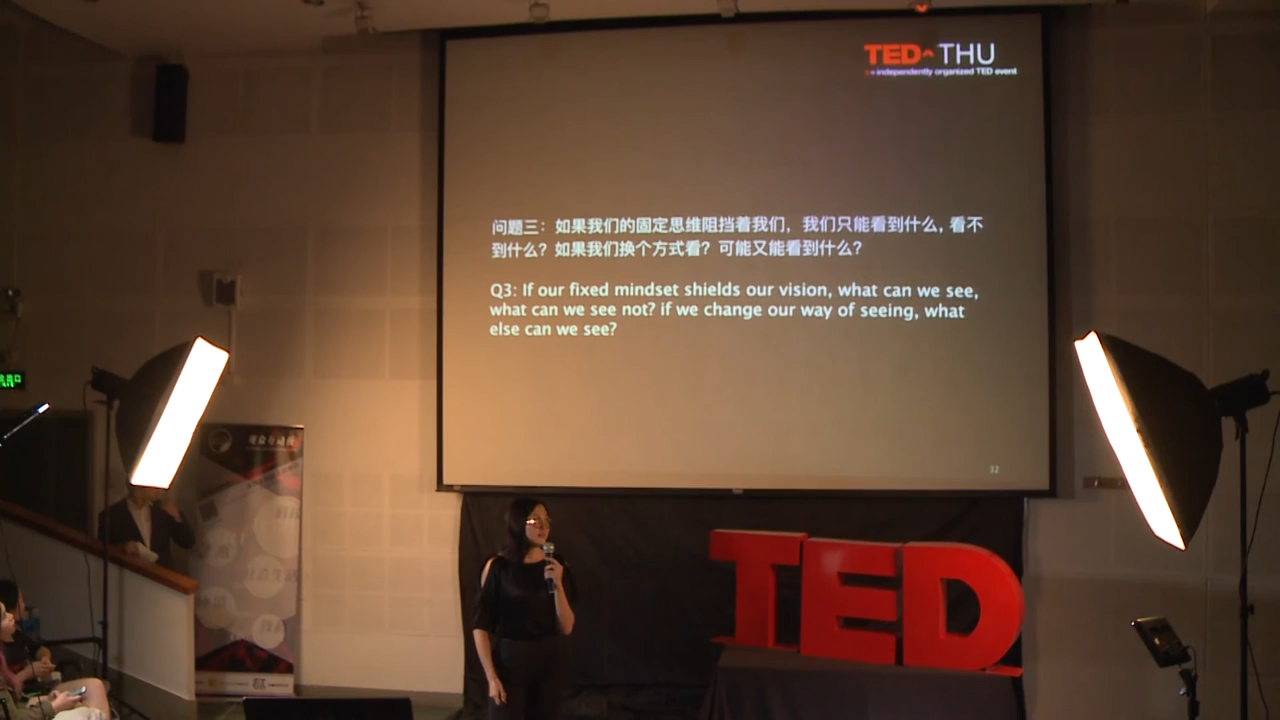 TED^THU
independently organized TED event
问题三：如果我们的固定思维阻挡着我们，我们只能看到什么, 看不
到什么？如果我们换个方式看？可能又能看到什么？
Q3: If our fixed mindset shields our vision, what can we see,
what can we see not? if we change our way of seeing, what
else can we see?
32
TED